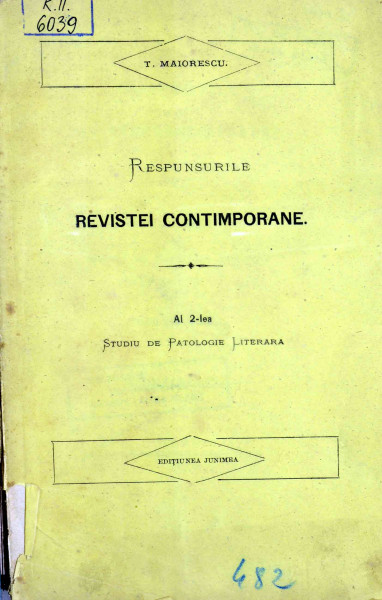 K.II.
6039
T. MAIORESCU.
RESPUNSURILE
REVISTEI CONTIMPORANE.
Al 2-lea
STUDIU DE PATOLOGIE LITERARA
EDIȚIUNEA JUNIMEA
482